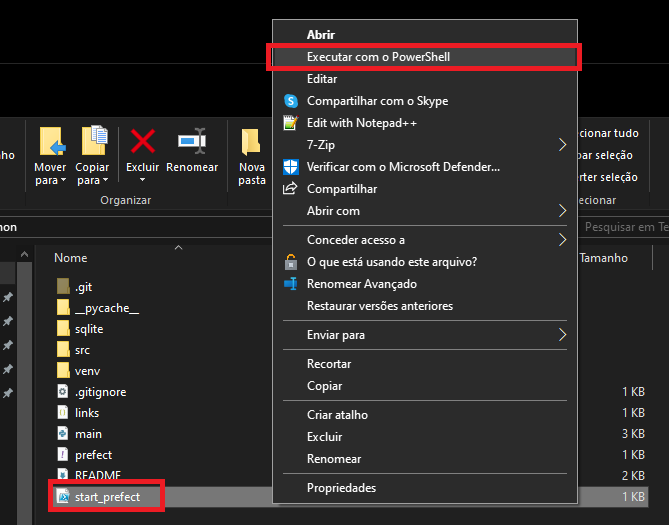 Abrir
Executar com o PowerShell
Editar
Compartilhar com o Skype
Edit with Notepad++
7-Zip
Verificar com o Microsoft Defender...
Compartilhar
Abrir com
Conceder acesso a
O que está usando este arquivo?
Renomear Avançado
Restaurar versões anteriores
Enviar para
Recortar
Copiar
Criar atalho
Excluir
Renomear
Propriedades
nho
Mover para
Copiar para
Excluir
Renomear
Nova pasta
Organizar
cionar tudo
par seleção
rter seleção
ecionar
non
Pesquisar em Te
Nome
Tamanho
.git
__pycache__
sqlite
src
venv
.gitignore
1 KB
links
1 KB
main
3 KB
prefect
1 KB
README
2 KB
start_prefect
1 KB